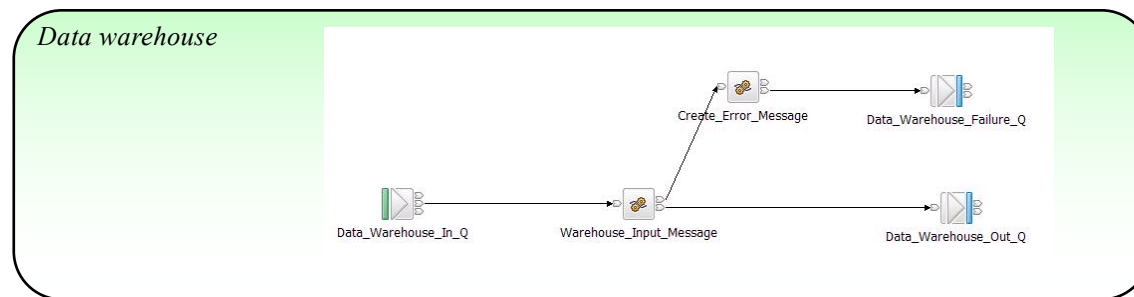 Data warehouse
Create_Error_Message
Data_Warehouse_Failure_Q
Data_Warehouse_In_Q
Warehouse_Input_Message
Data_Warehouse_Out_Q